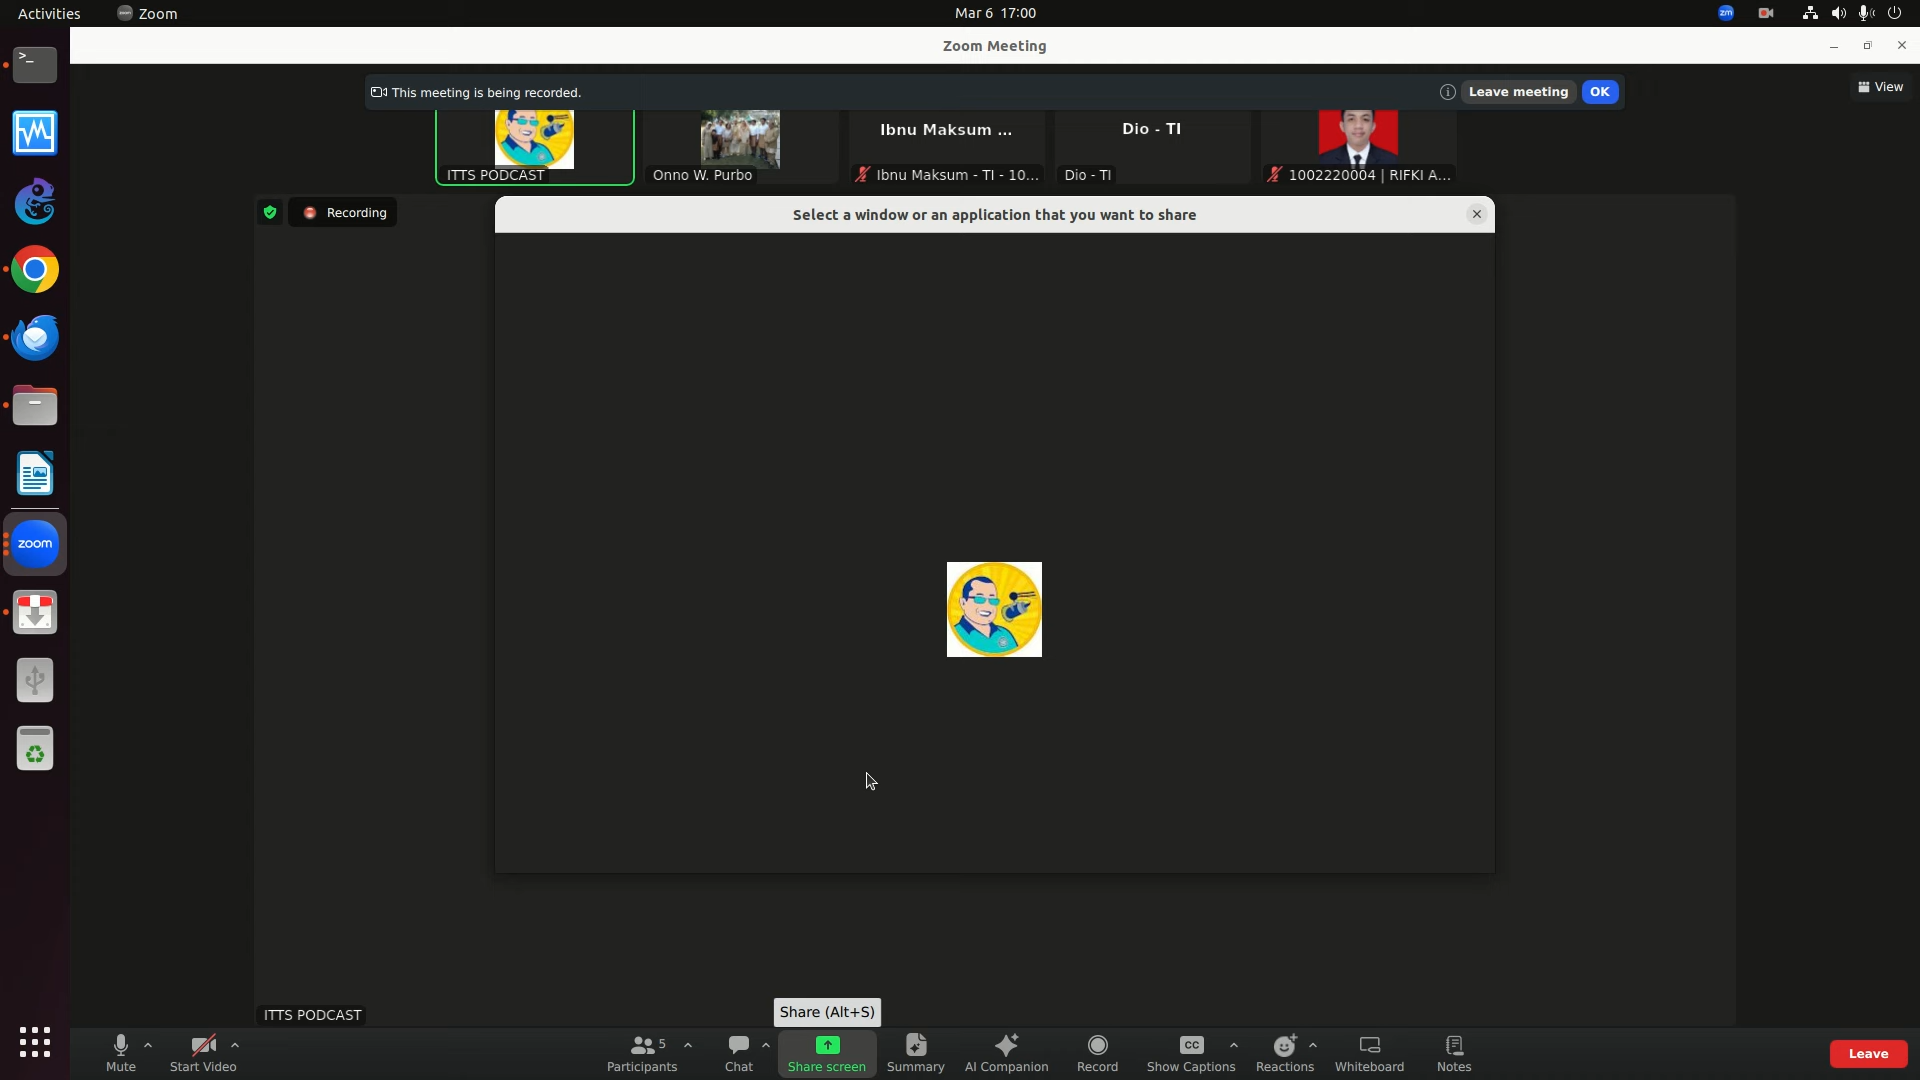 Activities
Zoom
Mar 6 17:00
zm
Zoom Meeting
This meeting is being recorded.
Leave meeting
OK
View
Ibnu Maksum ...
Dio - TI
ITTS PODCAST
Onno W. Purbo
Ibnu Maksum - TI - 10...
Dio - TI
1002220004 | RIFKI A...
Recording
Select a window or an application that you want to share
zoom
ITTS PODCAST
Share (Alt+S)
5
CC
Mute
Start Video
Participants
Chat
Share screen
Summary
AI Companion
Record
Show Captions
Reactions
Whiteboard
Notes
Leave